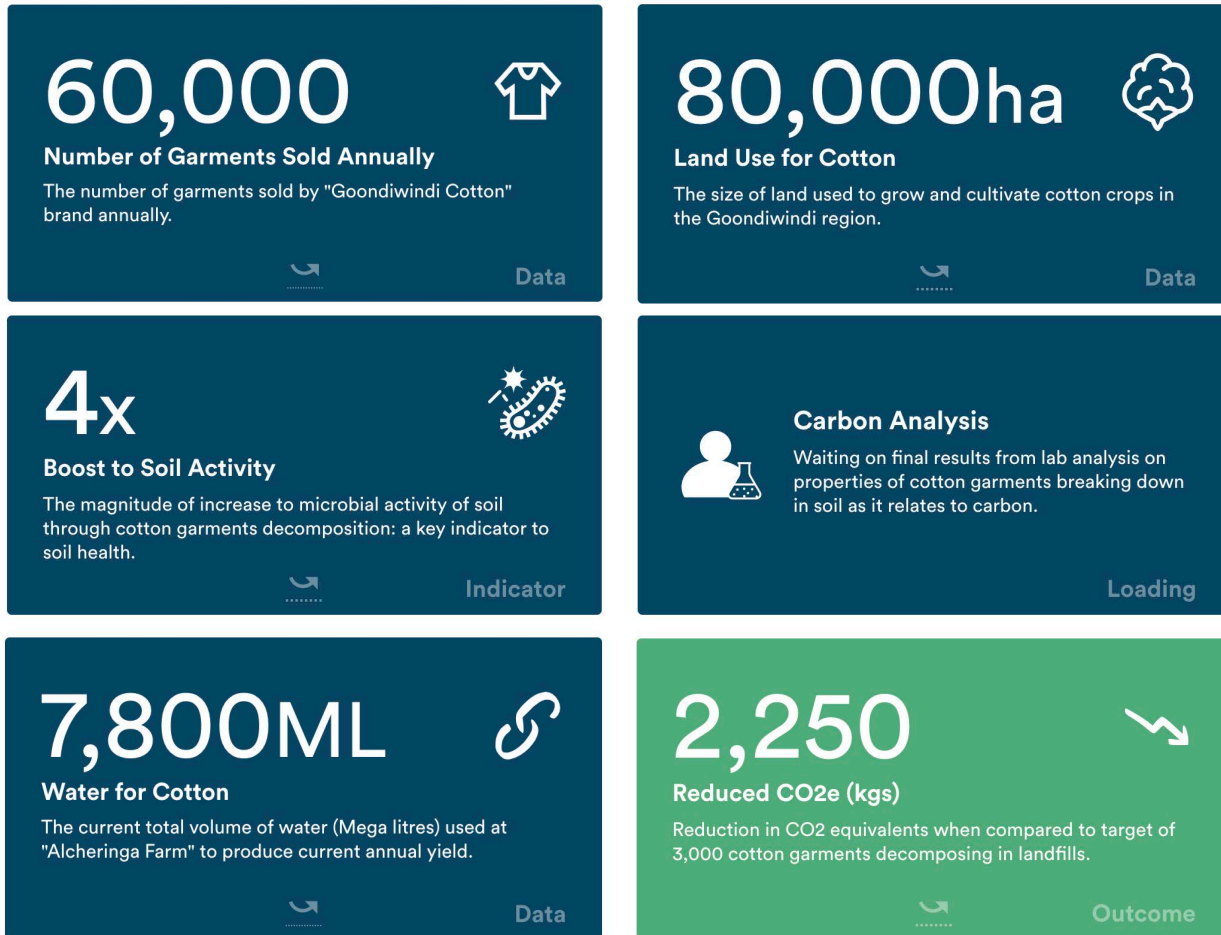 60,000
Number of Garments Sold Annually
The number of garments sold by "Goondiwindi Cotton"
brand annually.
Data
80,000ha
Land Use for Cotton
The size of land used to grow and cultivate cotton crops in
the Goondiwindi region.
Data
4x
Boost to Soil Activity
The magnitude of increase to microbial activity of soil
through cotton garments decomposition: a key indicator to
soil health.
Indicator
Carbon Analysis
Waiting on final results from lab analysis on
properties of cotton garments breaking down
in soil as it relates to carbon.
Loading
7,800ML
Water for Cotton
The current total volume of water (Mega litres) used at
"Alcheringa Farm" to produce current annual yield.
Data
2,250
Reduced CO2e (kgs)
Reduction in CO2 equivalents when compared to target of
3,000 cotton garments decomposing in landfills.
Outcome